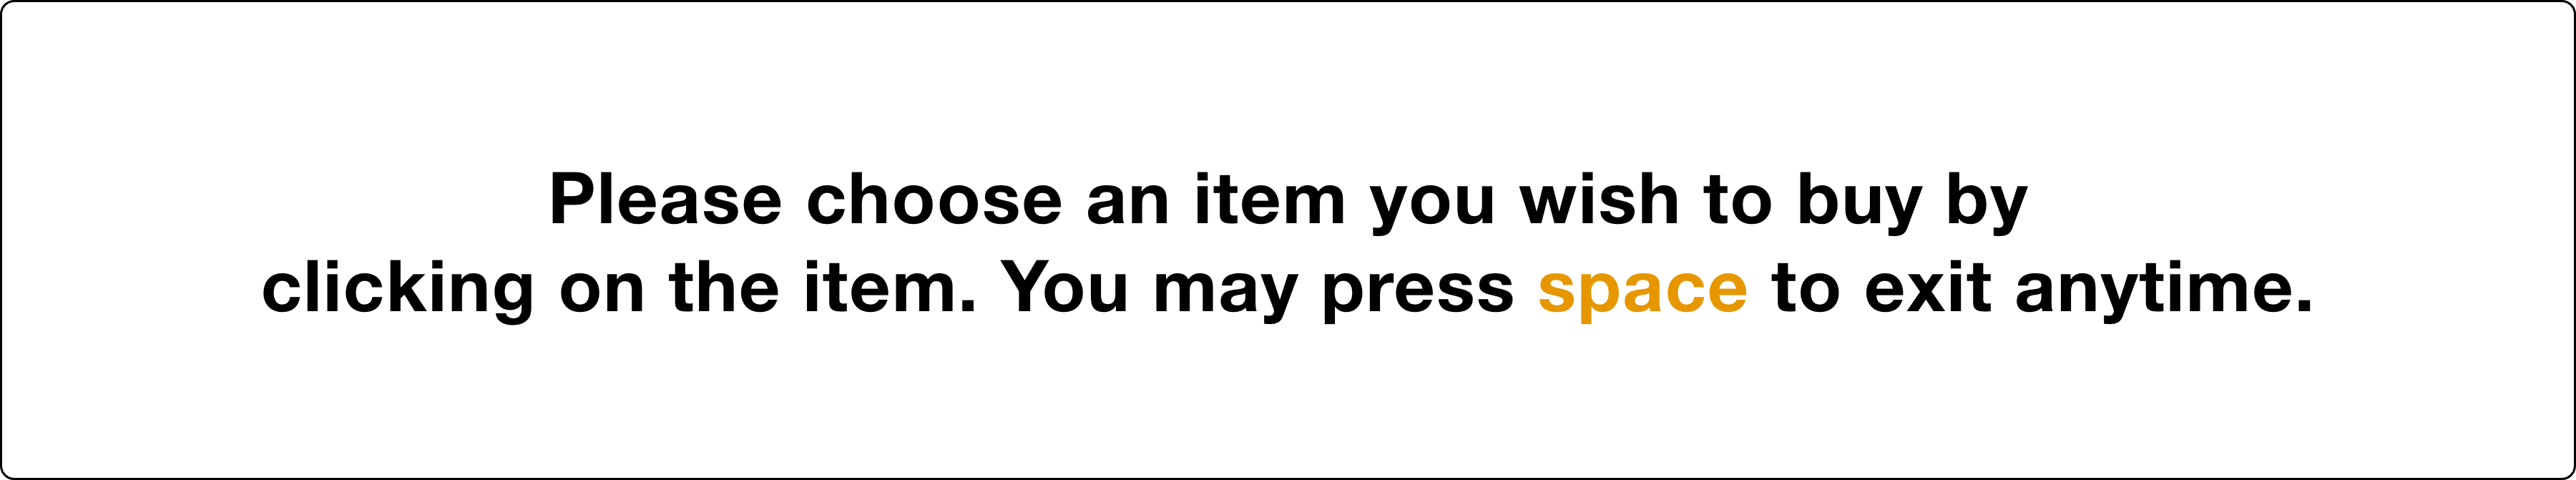 Please choose an item you wish to buy by
clicking on the item. You may press space to exit anytime.